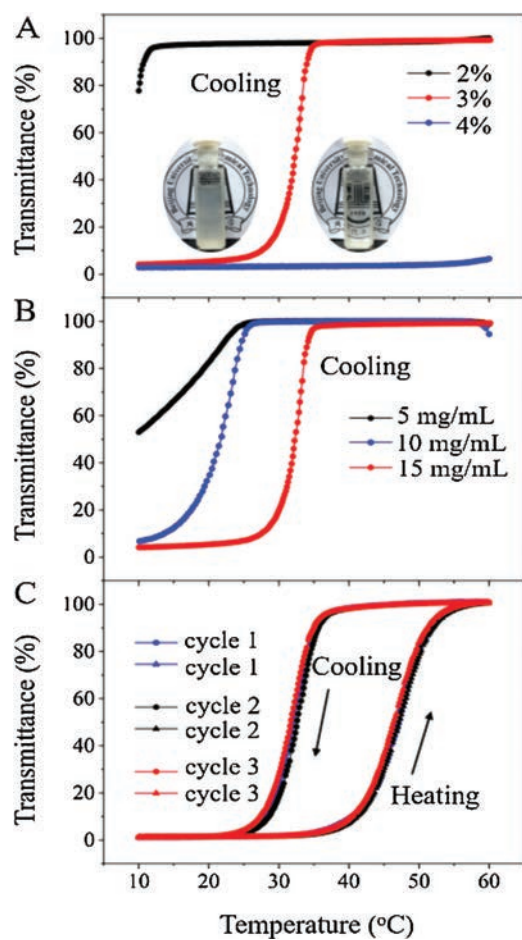 A
Transmittance (%)
100
80
60
40
20
0
Cooling
2%
3%
4%
B
Transmittance (%)
100
80
60
40
20
0
Cooling
5 mg/mL
10 mg/mL
15 mg/mL
C
Transmittance (%)
100
80
60
40
20
0
cycle 1
cycle 1
cycle 2
cycle 2
cycle 3
cycle 3
Cooling
Heating
10 20 30 40 50 60
Temperature (°C)